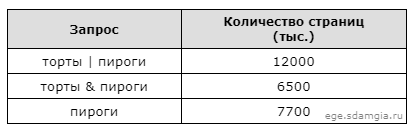 Запрос Количество страниц
(тыс.)
торты | пироги 12000
торты & пироги 6500
пироги 7700
ege.sdamgia.ru